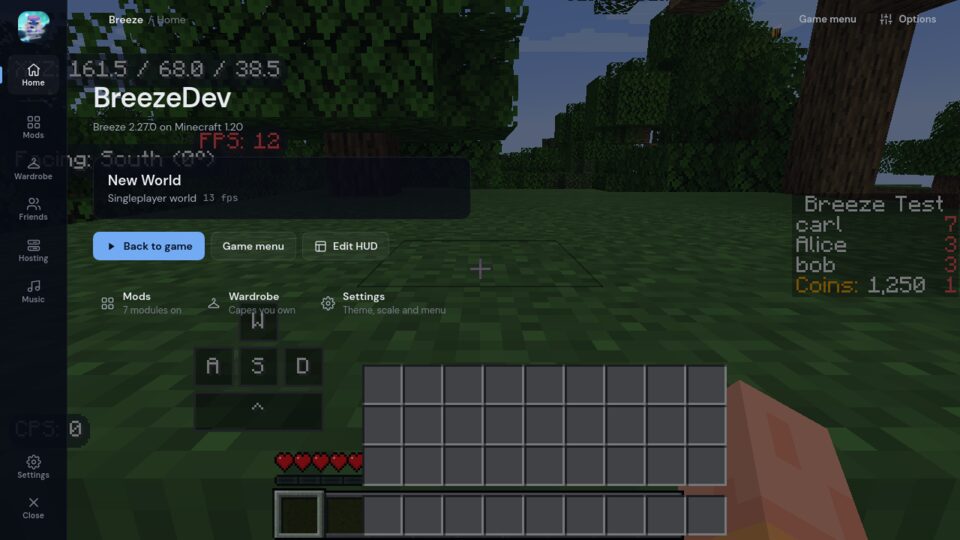 Breeze / Home
Game menu
Options
XYZ: 161.5 / 68.0 / 38.5
Home
BreezeDev
Breeze 2.27.0 on Minecraft 1.20
FPS: 12
Mods
Facing: South (0°)
Wardrobe
New World
Singleplayer world 13 fps
Friends
Breeze Test
carl 7
Alice 3
bob 3
Coins: 1,250 1
Hosting
Back to game
Game menu
Edit HUD
Music
Mods
7 modules on
Wardrobe
Capes you own
Settings
Theme, scale and menu
W
A S D
^
CPS: 0
Settings
Close